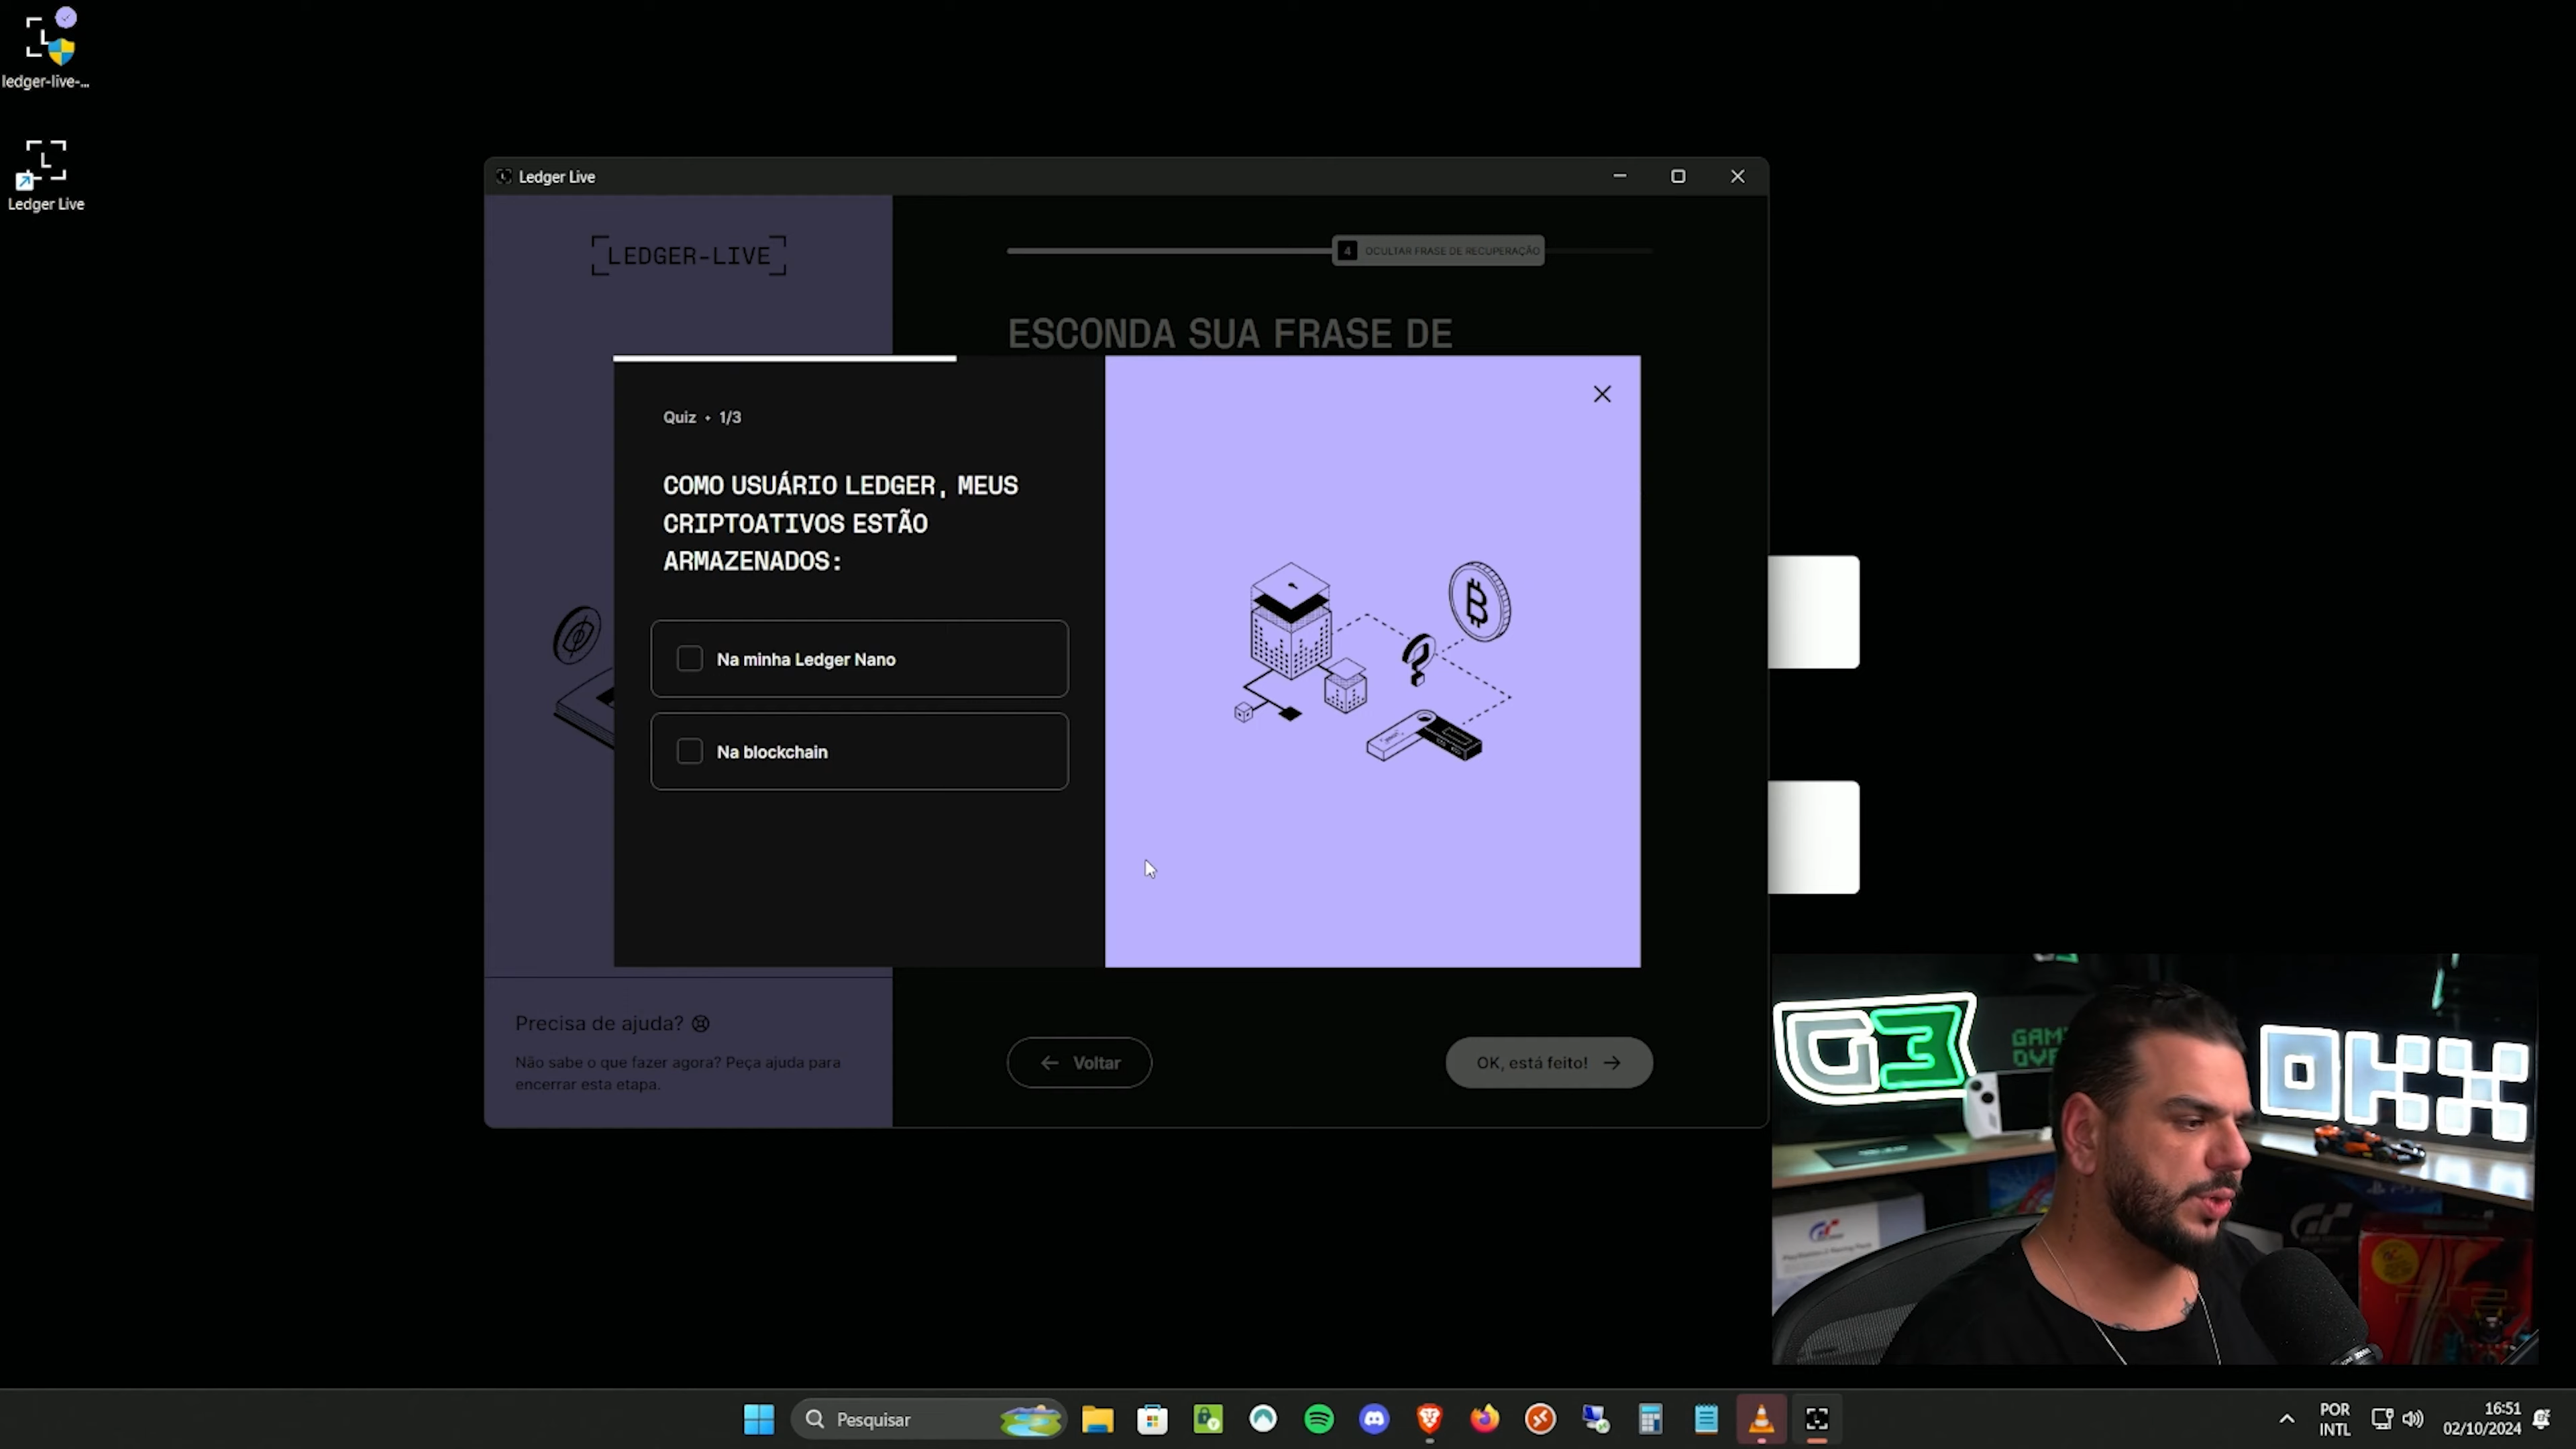 ledger-live-...
Ledger Live
Ledger Live
LEDGER-LIVE
4 OCULTAR FRASE DE RECUPERAÇÃO
ESCONDA SUA FRASE DE
Quiz • 1/3
COMO USUÁRIO LEDGER, MEUS
CRIPTOATIVOS ESTÃO
ARMAZENADOS:
Na minha Ledger Nano
Na blockchain
Precisa de ajuda?
Não sabe o que fazer agora? Peça ajuda para
encerrar esta etapa.
Voltar
OK, está feito!
G3
OKX
Pesquisar
POR
INTL
16:51
02/10/2024